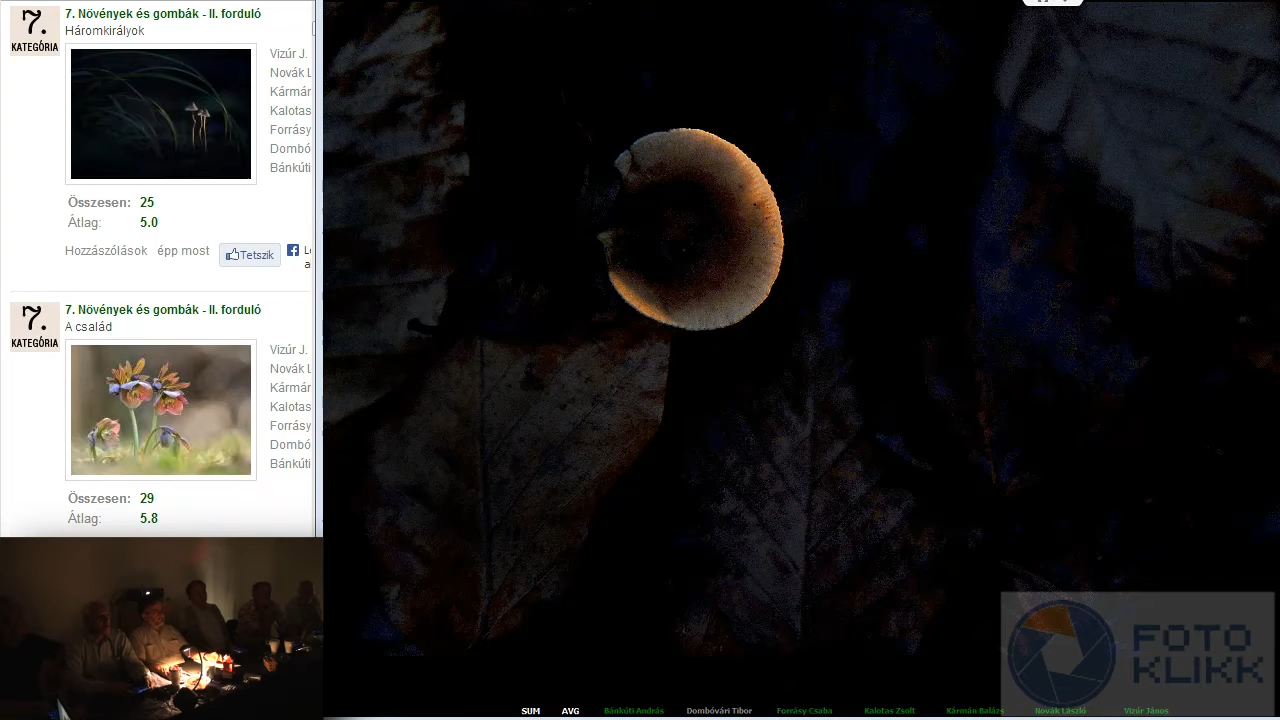 7.
KATEGÓRIA
7. Növények és gombák - II. forduló
Háromkirályok
Vizúr J.
Novák L
Kármár
Kalotas
Forrásy
Dombó
Bánkúti
Összesen: 25
Átlag: 5.0
Hozzászólások épp most
Tetszik
7.
KATEGÓRIA
7. Növények és gombák - II. forduló
A család
Vizúr J.
Novák L
Kármár
Kalotas
Forrásy
Dombó
Bánkúti
Összesen: 29
Átlag: 5.8
FOTO
KLIKK
SUM AVG Bánkúti András Dombóvári Tibor Forrásy Csaba Kalotas Zsolt Kármán Balázs Novák László Vizúr János